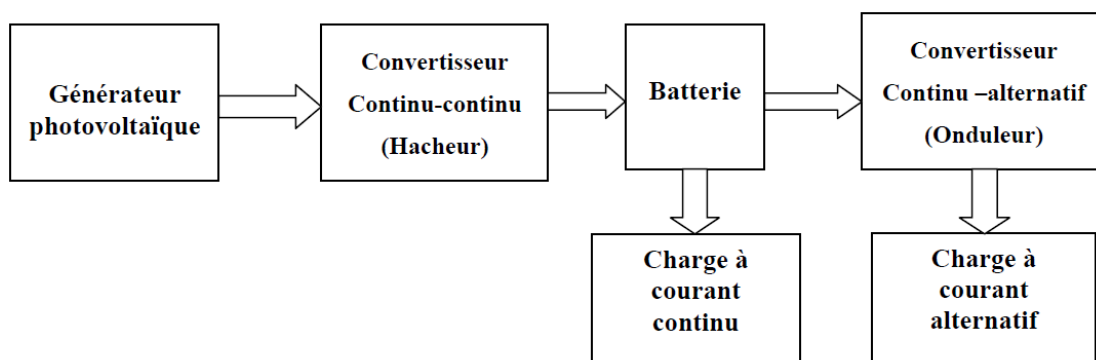 Générateur
photovoltaïque
Convertisseur
Continu-continu
(Hacheur)
Batterie
Convertisseur
Continu –alternatif
(Onduleur)
Charge à
courant
continu
Charge à
courant
alternatif